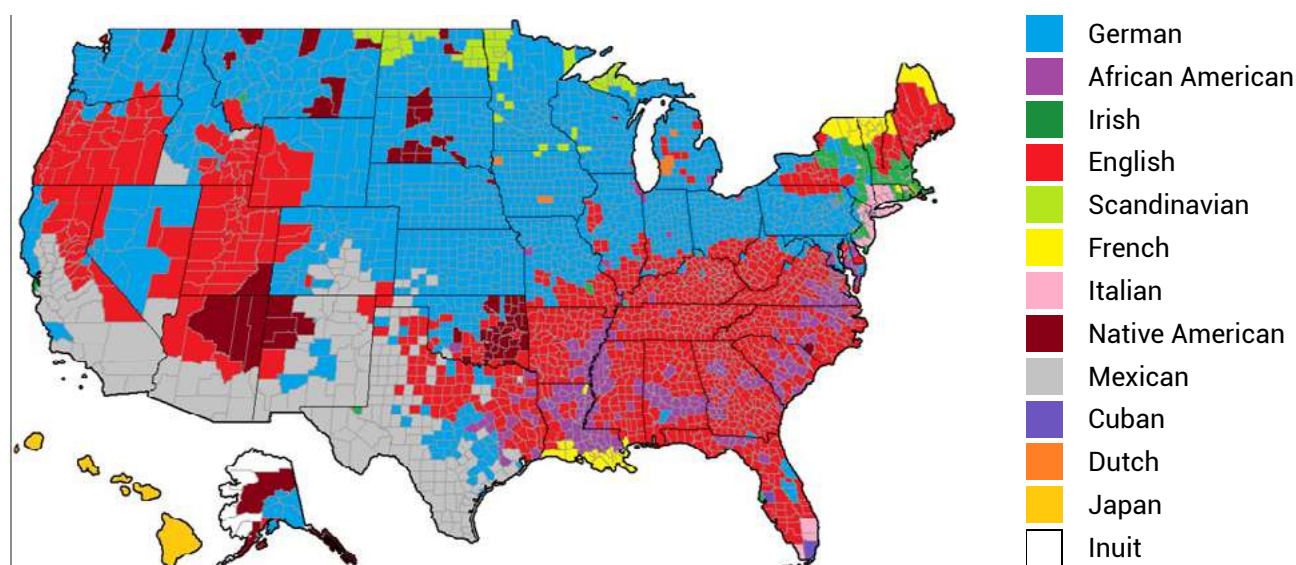 German
African American
Irish
English
Scandinavian
French
Italian
Native American
Mexican
Cuban
Dutch
Japan
Inuit